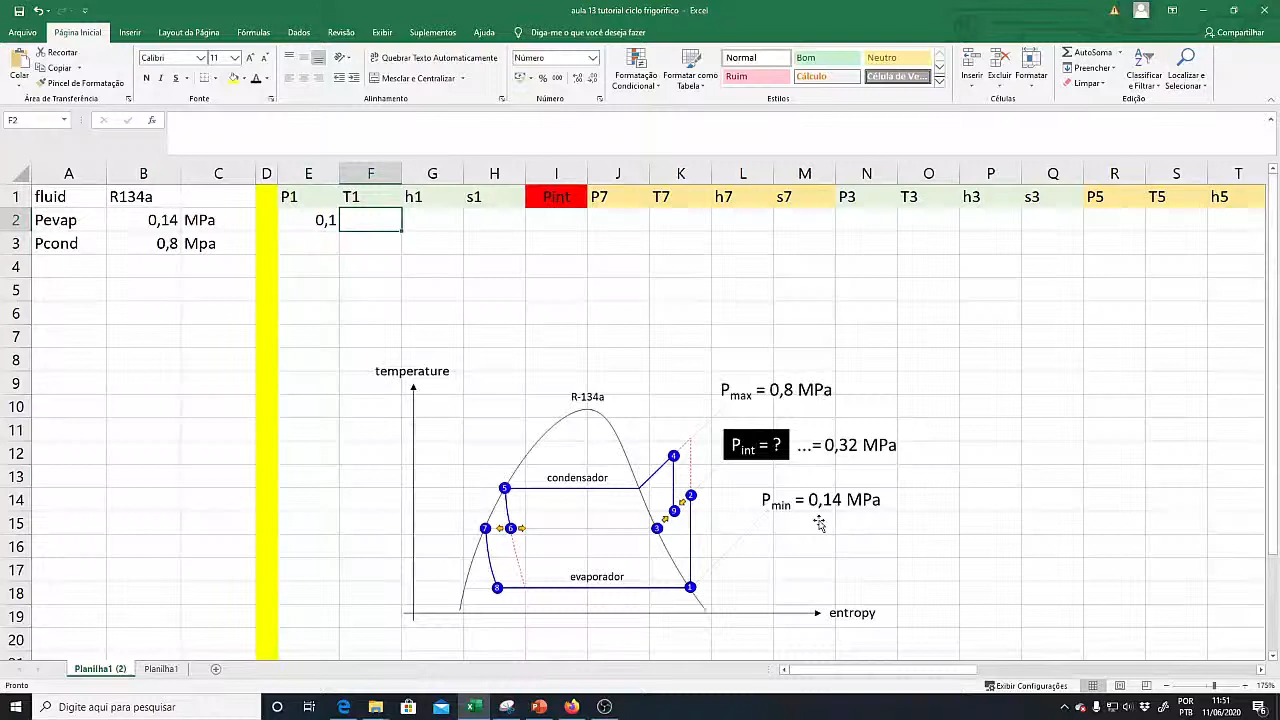 aula 13 tutorial ciclo frigorifico - Excel
Arquivo Página Inicial Inserir Layout da Página Fórmulas Dados Revisão Exibir Suplementos Ajuda Diga-me o que você deseja fazer Compartilhar
Colar
Recortar
Copiar
Pincel de Formatação
Área de Transferência
Calibri 11
N I S
Fonte
Quebrar Texto Automaticamente
Mesclar e Centralizar
Alinhamento
Número
Número
Formatação Condicional
Formatar como Tabela
Normal Bom Neutro
Ruim Cálculo Célula de Ve...
Estilos
Inserir Excluir Formatar
Células
AutoSoma
Preencher
Limpar
Classificar e Filtrar
Localizar e Selecionar
Edição
F2 fx
A B C D E F G H I J K L M N O P Q R S T
1 fluid R134a P1 T1 h1 s1 Pint P7 T7 h7 s7 P3 T3 h3 s3 P5 T5 h5
2 Pevap 0,14 MPa 0,1
3 Pcond 0,8 Mpa
4
5
6
7
8
9
10
11
12
13
14
15
16
17
18
19
20
temperature
R-134a
Pmax = 0,8 MPa
Pint = ? ...= 0,32 MPa
Pmin = 0,14 MPa
condensador
evaporador
entropy
4
5
2
9
7
6
3
8
1
Planilha1 (2) Planilha1
Pronto Exibir Configurações 175%
Digite aqui para pesquisar
POR
PTB
11:51
11/06/2020